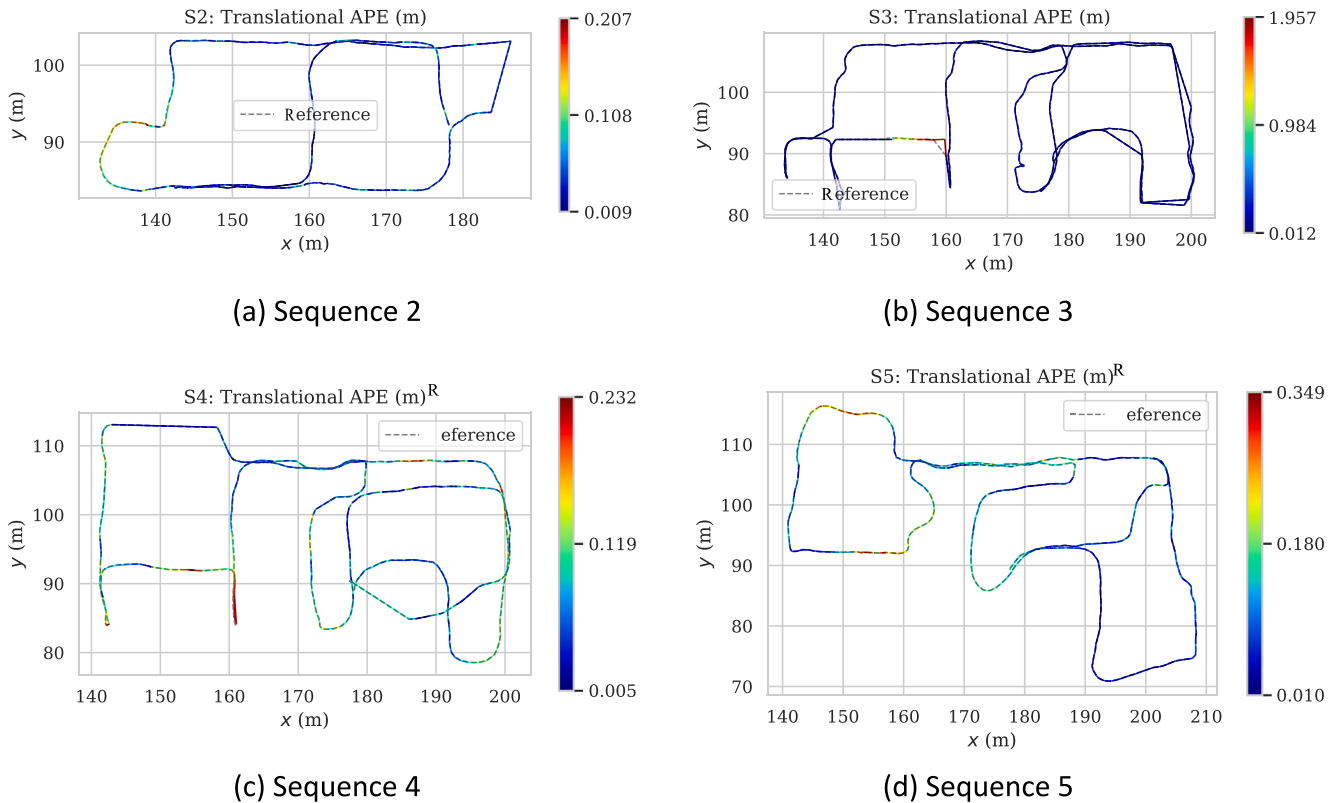 S2: Translational APE (m)
0.207
0.108
0.009
100
90
y (m)
Reference
140 150 160 170 180
x (m)
(a) Sequence 2
S3: Translational APE (m)
1.957
0.984
0.012
100
90
80
y (m)
Reference
140 150 160 170 180 190 200
x (m)
(b) Sequence 3
S4: Translational APE (m)R
0.232
0.119
0.005
110
100
90
80
y (m)
eference
140 150 160 170 180 190 200
x (m)
(c) Sequence 4
S5: Translational APE (m)R
0.349
0.180
0.010
110
100
90
80
70
y (m)
eference
140 150 160 170 180 190 200 210
x (m)
(d) Sequence 5